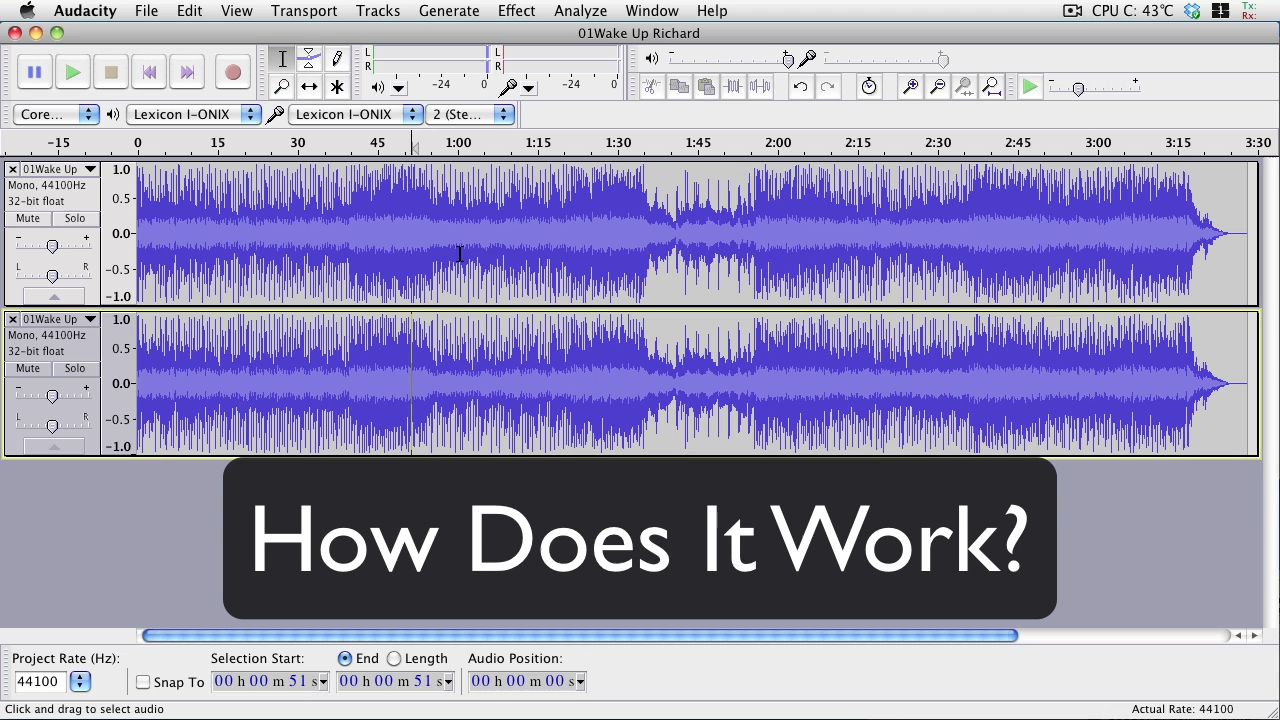 Audacity File Edit View Transport Tracks Generate Effect Analyze Window Help CPU C: 43°C 1 Tx: Rx:
01Wake Up Richard
L R -24 0 L R -24 0
Core... Lexicon I-ONIX Lexicon I-ONIX 2 (Ste...
-15 0 15 30 45 1:00 1:15 1:30 1:45 2:00 2:15 2:30 2:45 3:00 3:15 3:30
01Wake Up 1.0
Mono, 44100Hz
32-bit float 0.5-
Mute Solo
- + 0.0-
L R -0.5-
-1.0
01Wake Up 1.0
Mono, 44100Hz
32-bit float 0.5-
Mute Solo
- + 0.0-
L R -0.5-
-1.0
How Does It Work?
Project Rate (Hz): Selection Start: End Length Audio Position:
44100 Snap To 00 h 00 m 51 s 00 h 00 m 51 s 00 h 00 m 00 s
Click and drag to select audio Actual Rate: 44100